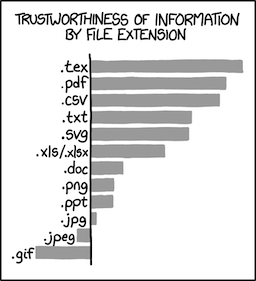 TRUSTWORTHINESS OF INFORMATION
BY FILE EXTENSION
.tex
.pdf
.csv
.txt
.svg
.xls/.xlsx
.doc
.png
.ppt
.jpg
.jpeg
.gif